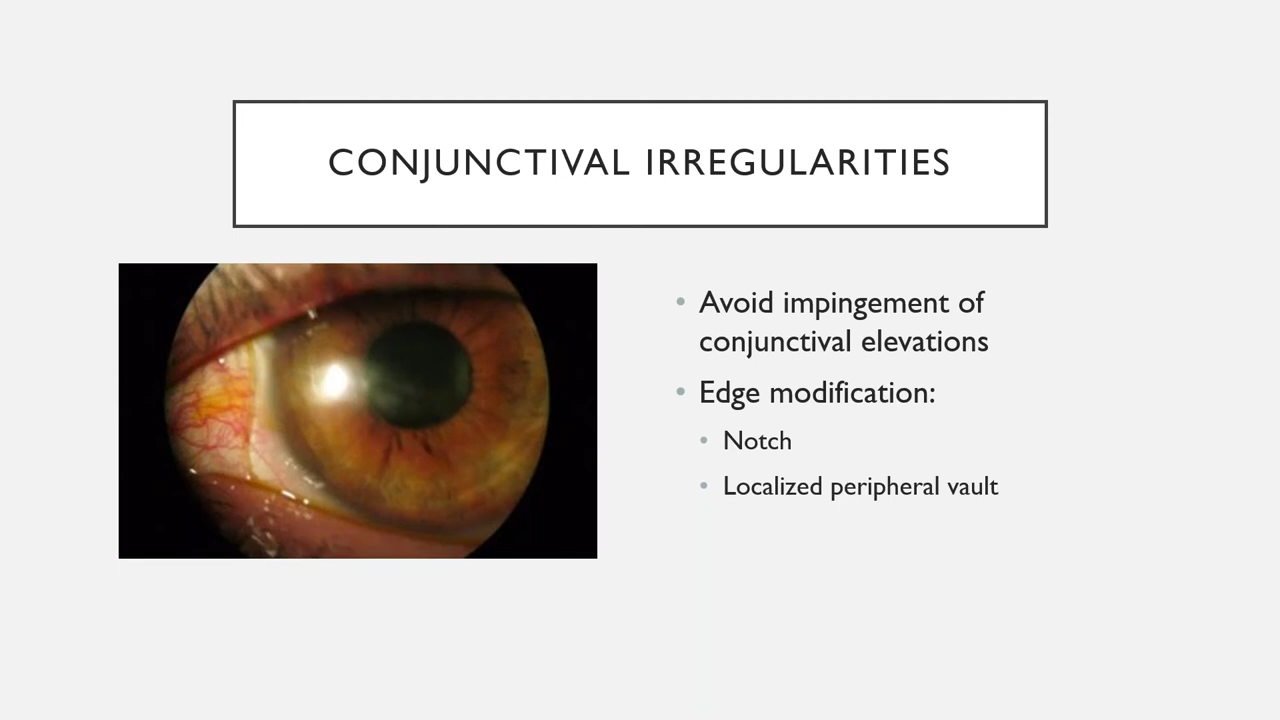 CONJUNCTIVAL IRREGULARITIES
• Avoid impingement of
conjunctival elevations
• Edge modification:
• Notch
• Localized peripheral vault